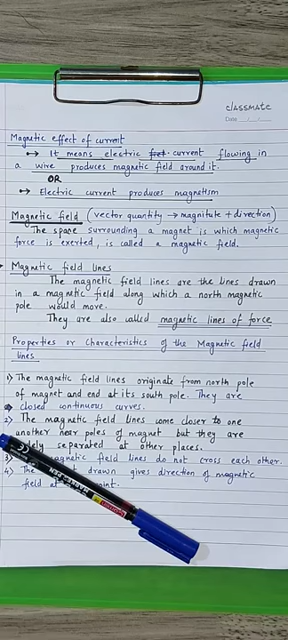 classmate
Date
Magnetic effect of current
↔ It means electric current flowing in
a wire produces magnetic field around it.
OR
↔ Electric current produces magnetism
Magnetic field (vector quantity → magnitute + direction)
The space surrounding a magnet is which magnetic
force is exerted, is called a magnetic field.
Magnetic field lines
The magnetic field lines are the lines drawn
in a magnetic field along which a north magnetic
pole would more.
They are also called magnetic lines of force
Properties or Characteristics of the Magnetic field
lines
1) The magnetic field lines originate from north pole
of magnet and end at its south pole. They are
closed continuous curves.
2) The magnetic field lines come closer to one
another near poles of magnet but they are
separated at other places.
3) magnetic field lines do not cross each other.
4) The drawn gives direction of magnetic
field at point.